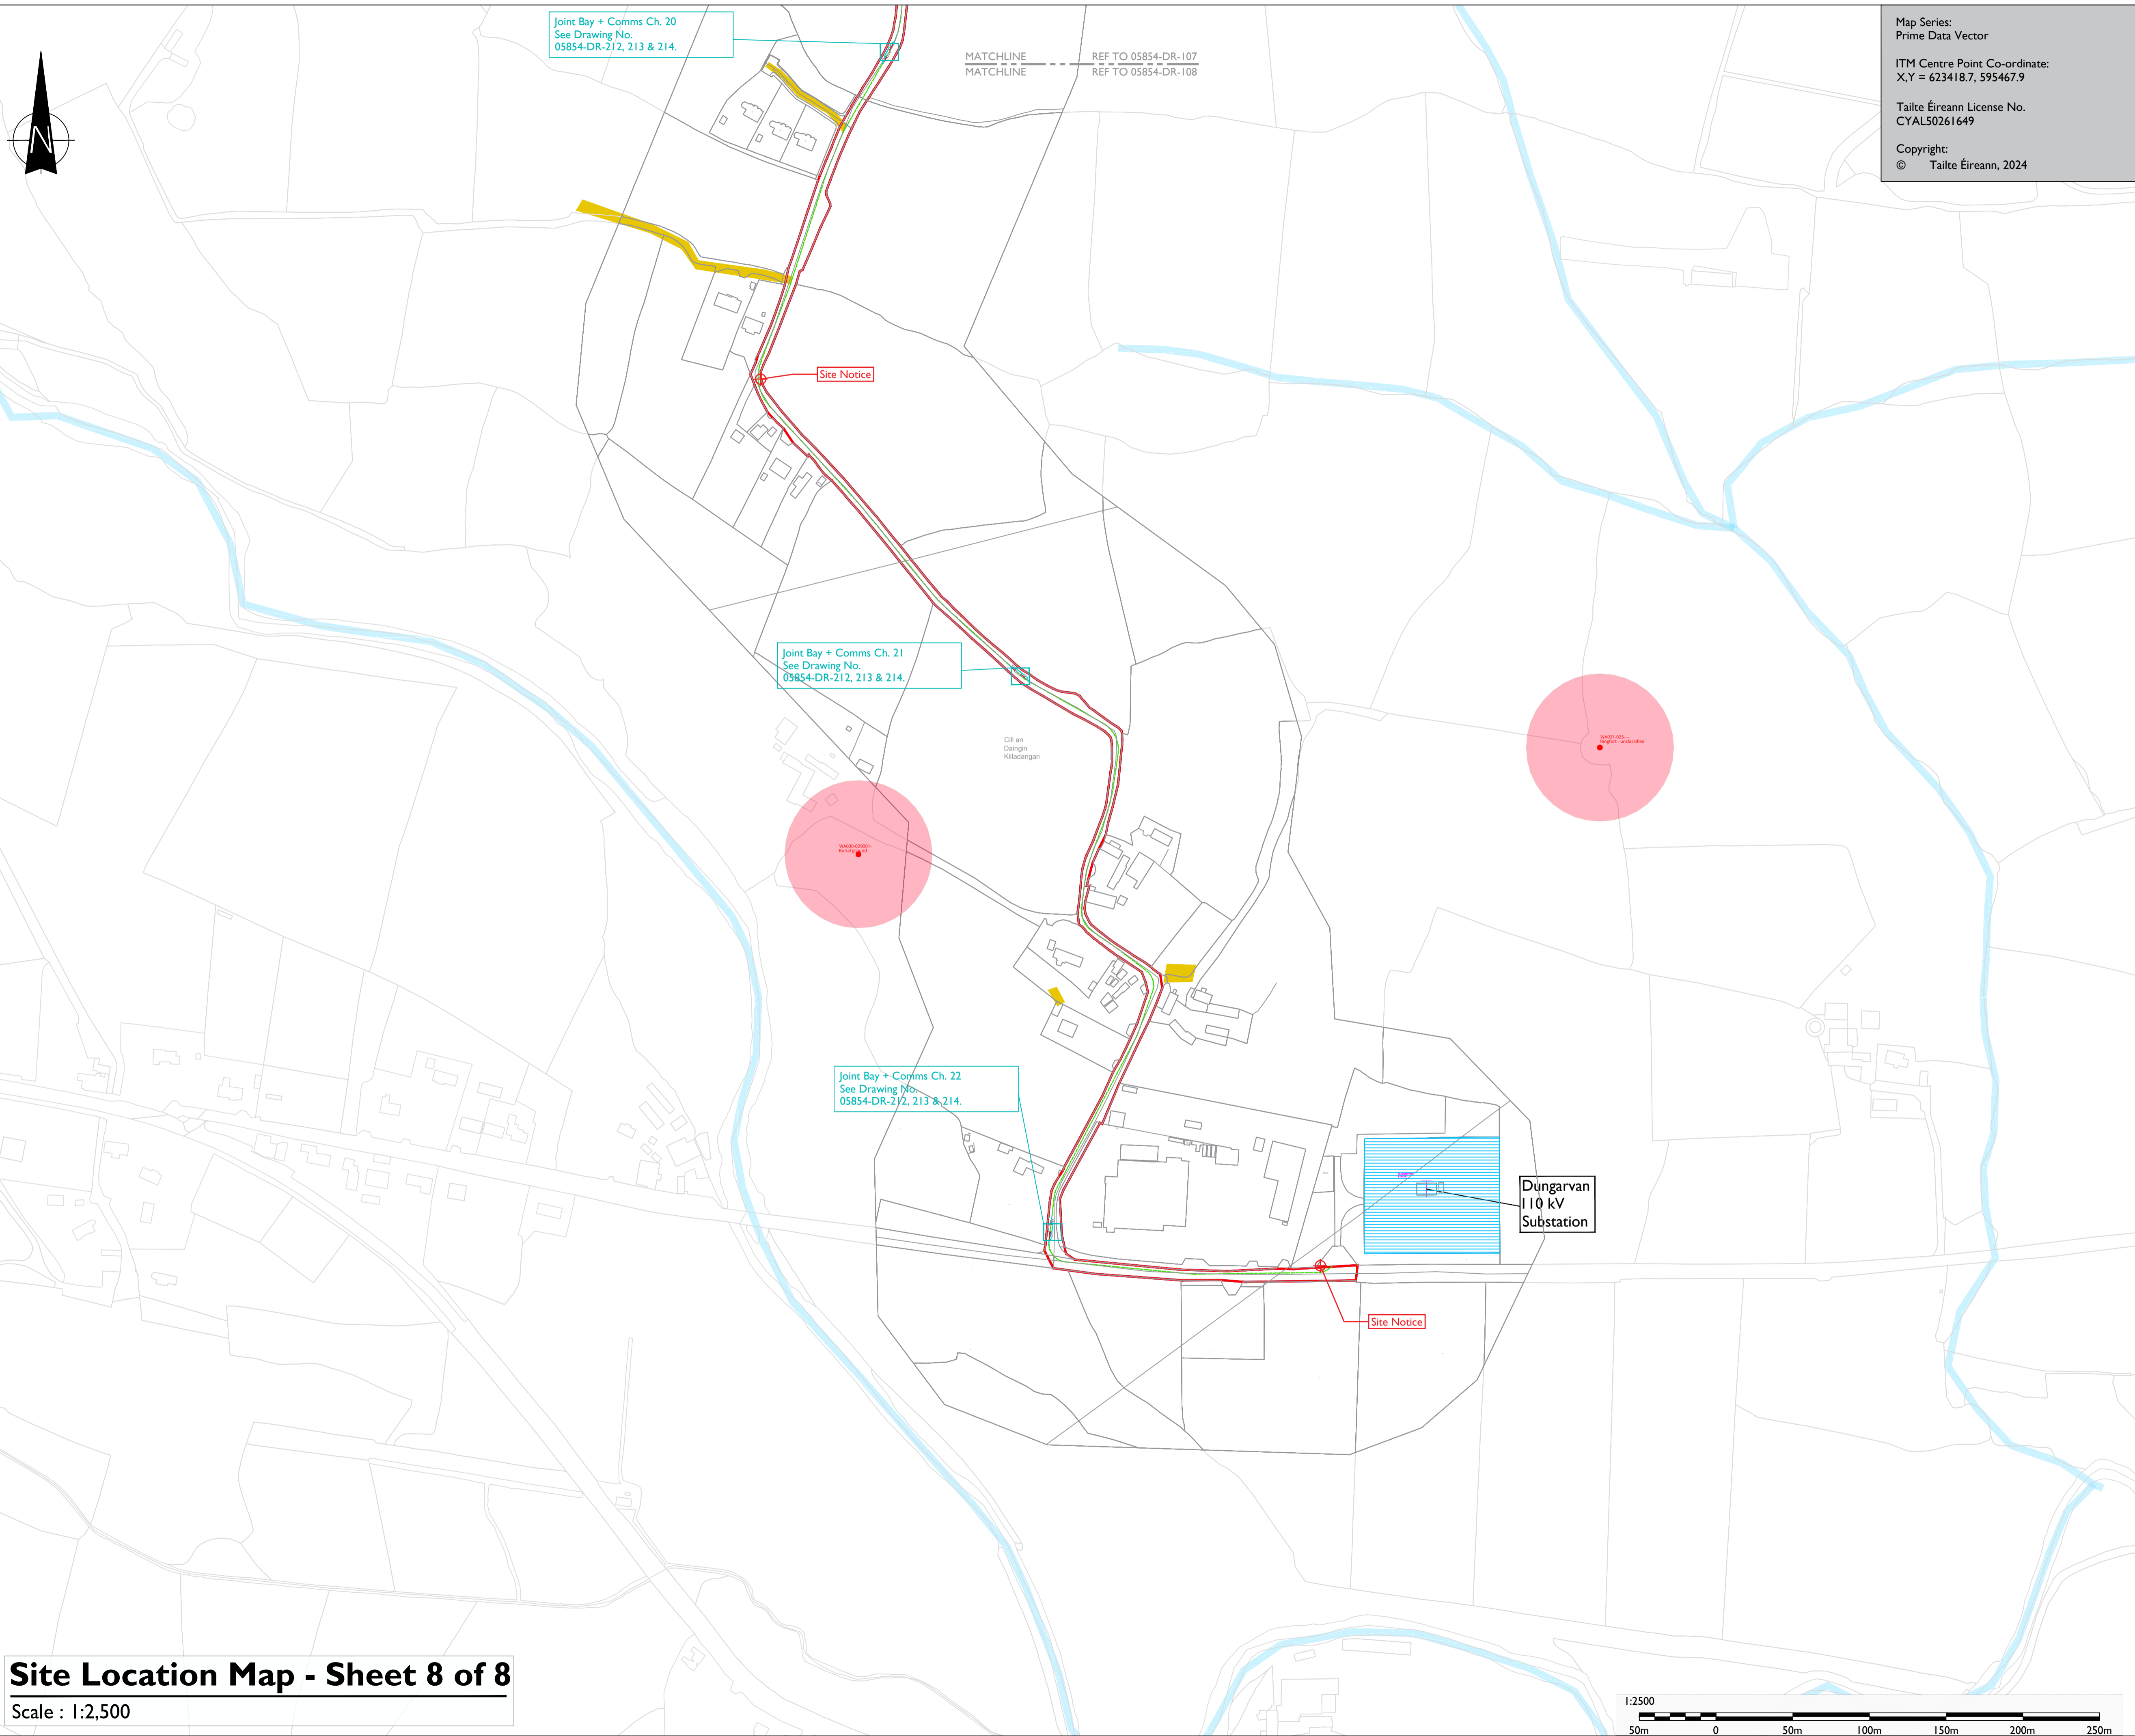 Joint Bay + Comms Ch. 20
See Drawing No.
05854-DR-212, 213 & 214.
MATCHLINE REF TO 05854-DR-107
MATCHLINE REF TO 05854-DR-108
Map Series:
Prime Data Vector
ITM Centre Point Co-ordinate:
X,Y = 623418.7, 595467.9
Tailte Éireann License No.
CYAL50261649
Copyright:
© Tailte Éireann, 2024
N
Site Notice
Joint Bay + Comms Ch. 21
See Drawing No.
05854-DR-212, 213 & 214.
Cill an
Daingin
Killadangan
Ringfort - unclassified
Burial ground
Joint Bay + Comms Ch. 22
See Drawing No.
05854-DR-212, 213 & 214.
Dungarvan
110 kV
Substation
Site Notice
Site Location Map - Sheet 8 of 8
Scale : 1:2,500
1:2500
50m 0 50m 100m 150m 200m 250m